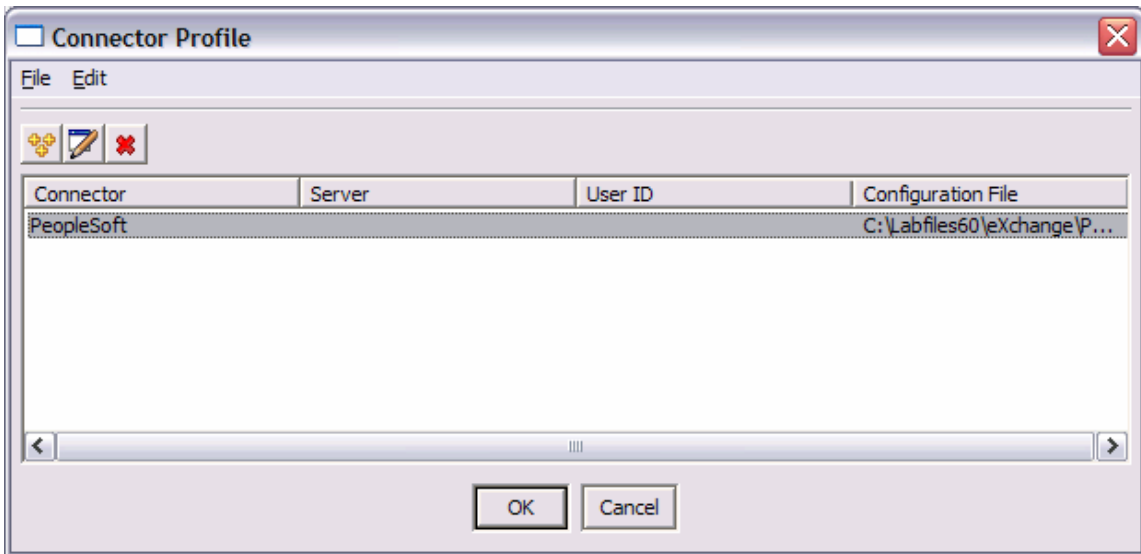 Connector Profile
File Edit
Connector Server User ID Configuration File
PeopleSoft C:\Labfiles60\eXchange\P...
OK Cancel